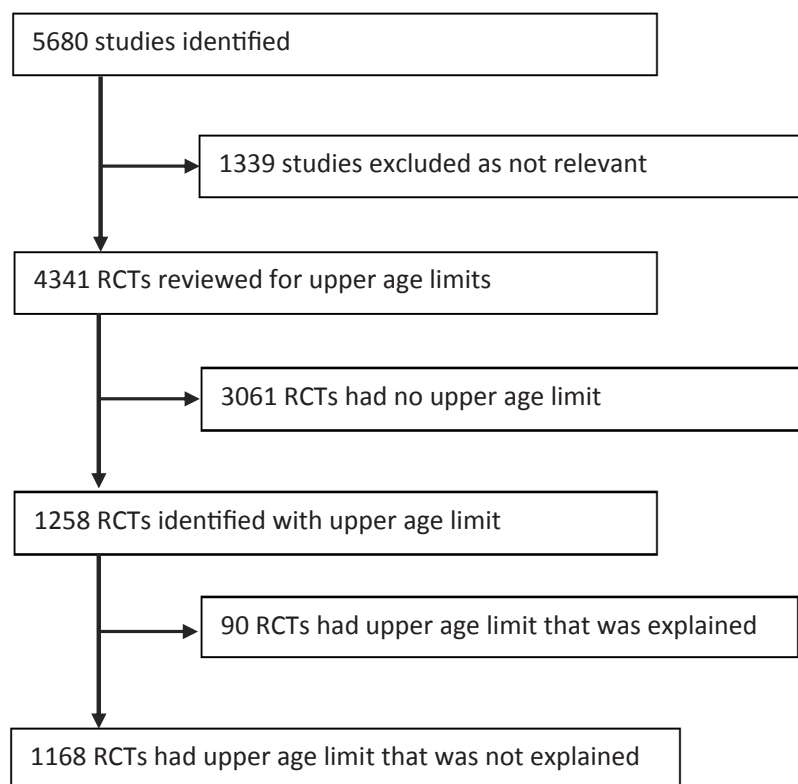 5680 studies identified
1339 studies excluded as not relevant
4341 RCTs reviewed for upper age limits
3061 RCTs had no upper age limit
1258 RCTs identified with upper age limit
90 RCTs had upper age limit that was explained
1168 RCTs had upper age limit that was not explained